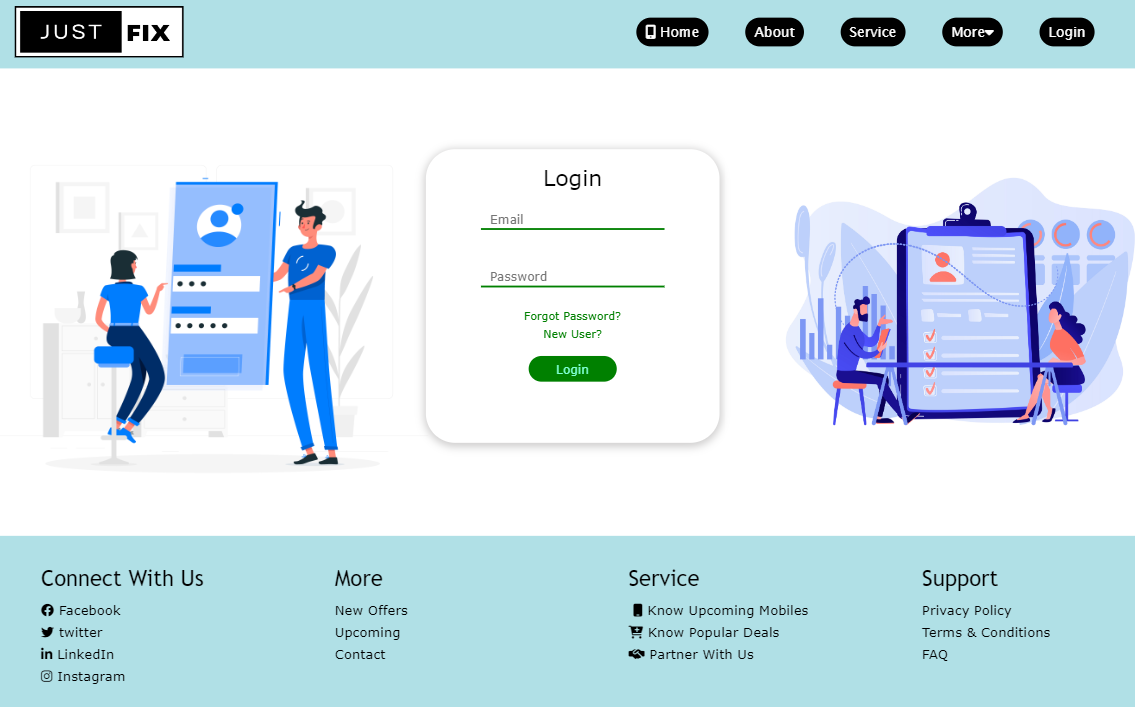 JUST FIX
Home About Service More Login
Login
Email
Password
Forgot Password?
New User?
Login
Connect With Us
Facebook
twitter
LinkedIn
Instagram
More
New Offers
Upcoming
Contact
Service
Know Upcoming Mobiles
Know Popular Deals
Partner With Us
Support
Privacy Policy
Terms & Conditions
FAQ